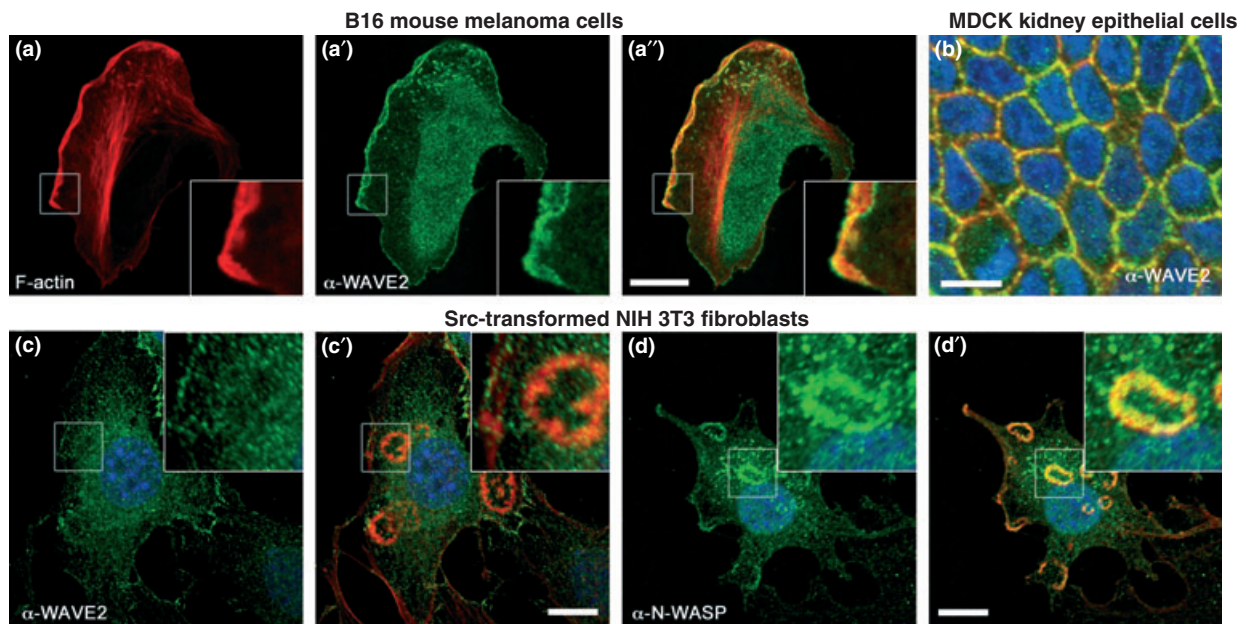 B16 mouse melanoma cells
MDCK kidney epithelial cells
(a)
(a′)
(a″)
(b)
F-actin
α-WAVE2
α-WAVE2
Src-transformed NIH 3T3 fibroblasts
(c)
(c′)
(d)
(d′)
α-WAVE2
α-N-WASP